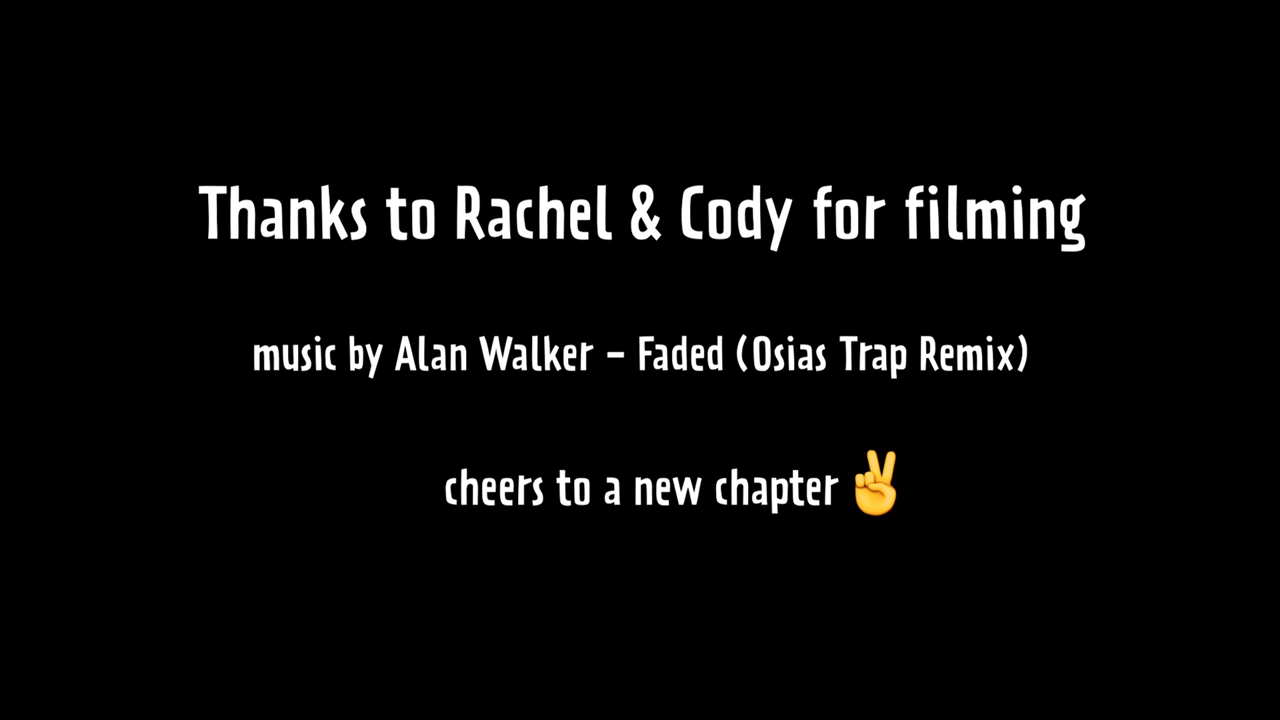 Thanks to Rachel & Cody for filming
music by Alan Walker – Faded (Osias Trap Remix)
cheers to a new chapter ✌️